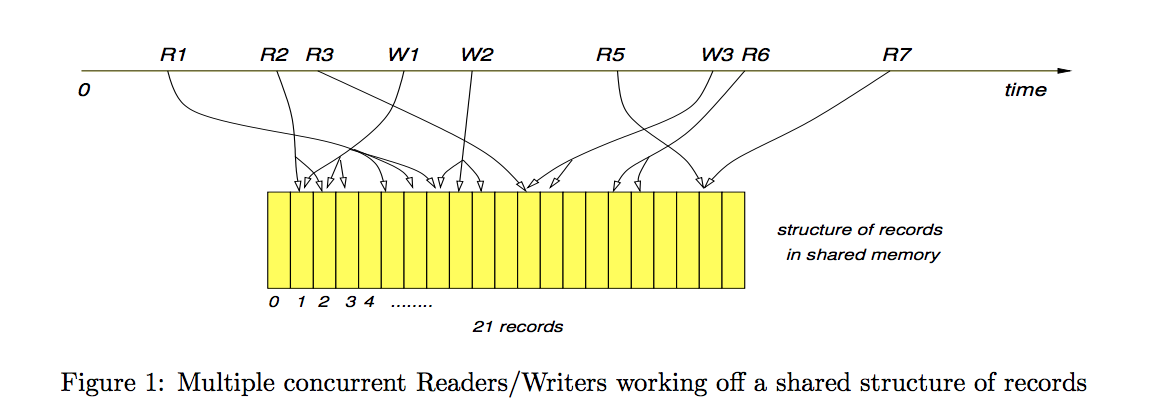 R1 R2 R3 W1 W2 R5 W3 R6 R7
0 time
structure of records
in shared memory
0 1 2 3 4 ........
21 records
Figure 1: Multiple concurrent Readers/Writers working off a shared structure of records